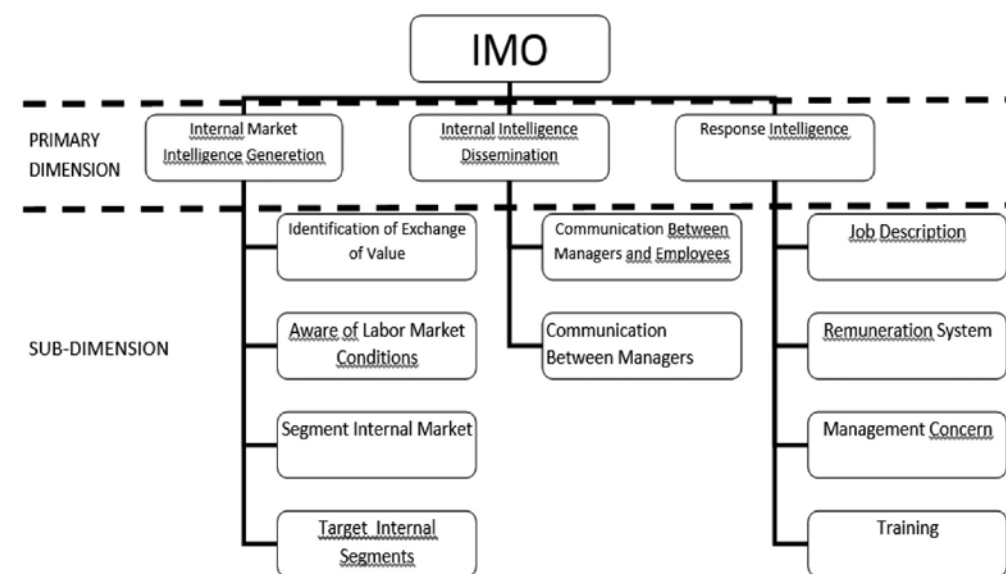 IMO
PRIMARY
DIMENSION
Internal Market
Intelligence Generetion
Internal Intelligence
Dissemination
Response Intelligence
SUB-DIMENSION
Identification of Exchange
of Value
Aware of Labor Market
Conditions
Segment Internal Market
Target Internal
Segments
Communication Between
Managers and Employees
Communication
Between Managers
Job Description
Remuneration System
Management Concern
Training